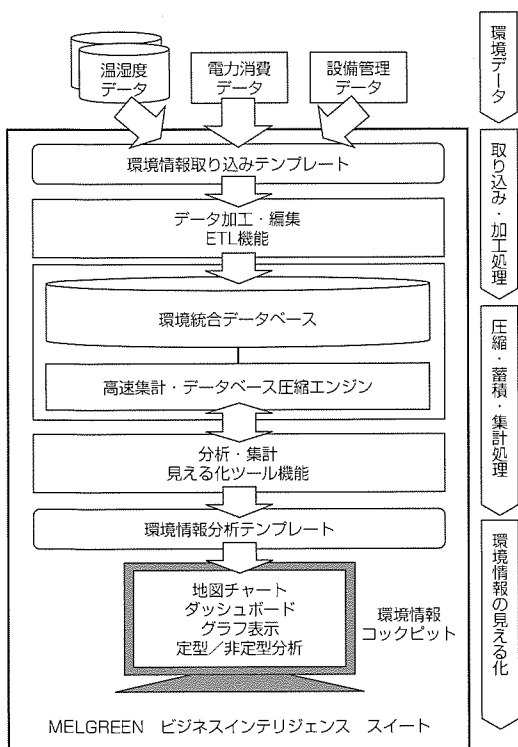 温湿度
データ
電力消費
データ
設備管理
データ
環境データ
環境情報取り込みテンプレート
データ加工・編集
ETL機能
取り込み・加工処理
環境統合データベース
高速集計・データベース圧縮エンジン
圧縮・蓄積・集計処理
分析・集計
見える化ツール機能
環境情報分析テンプレート
地図チャート
ダッシュボード
グラフ表示
定型／非定型分析
環境情報
コックピット
環境情報の見える化
MELGREEN ビジネスインテリジェンス スイート